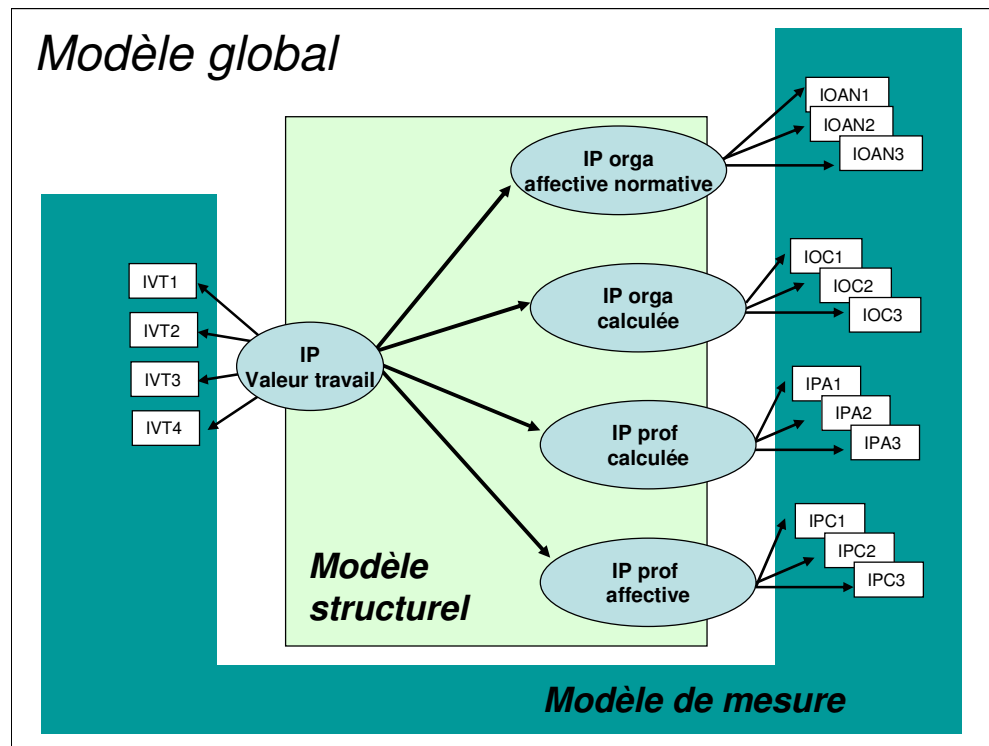 Modèle global
IOAN1
IOAN2
IOAN3
IP orga
affective normative
IOC1
IOC2
IOC3
IP orga
calculée
IVT1
IVT2
IVT3
IVT4
IP
Valeur travail
IPA1
IPA2
IPA3
IP prof
calculée
IPC1
IPC2
IPC3
IP prof
affective
Modèle
structurel
Modèle de mesure